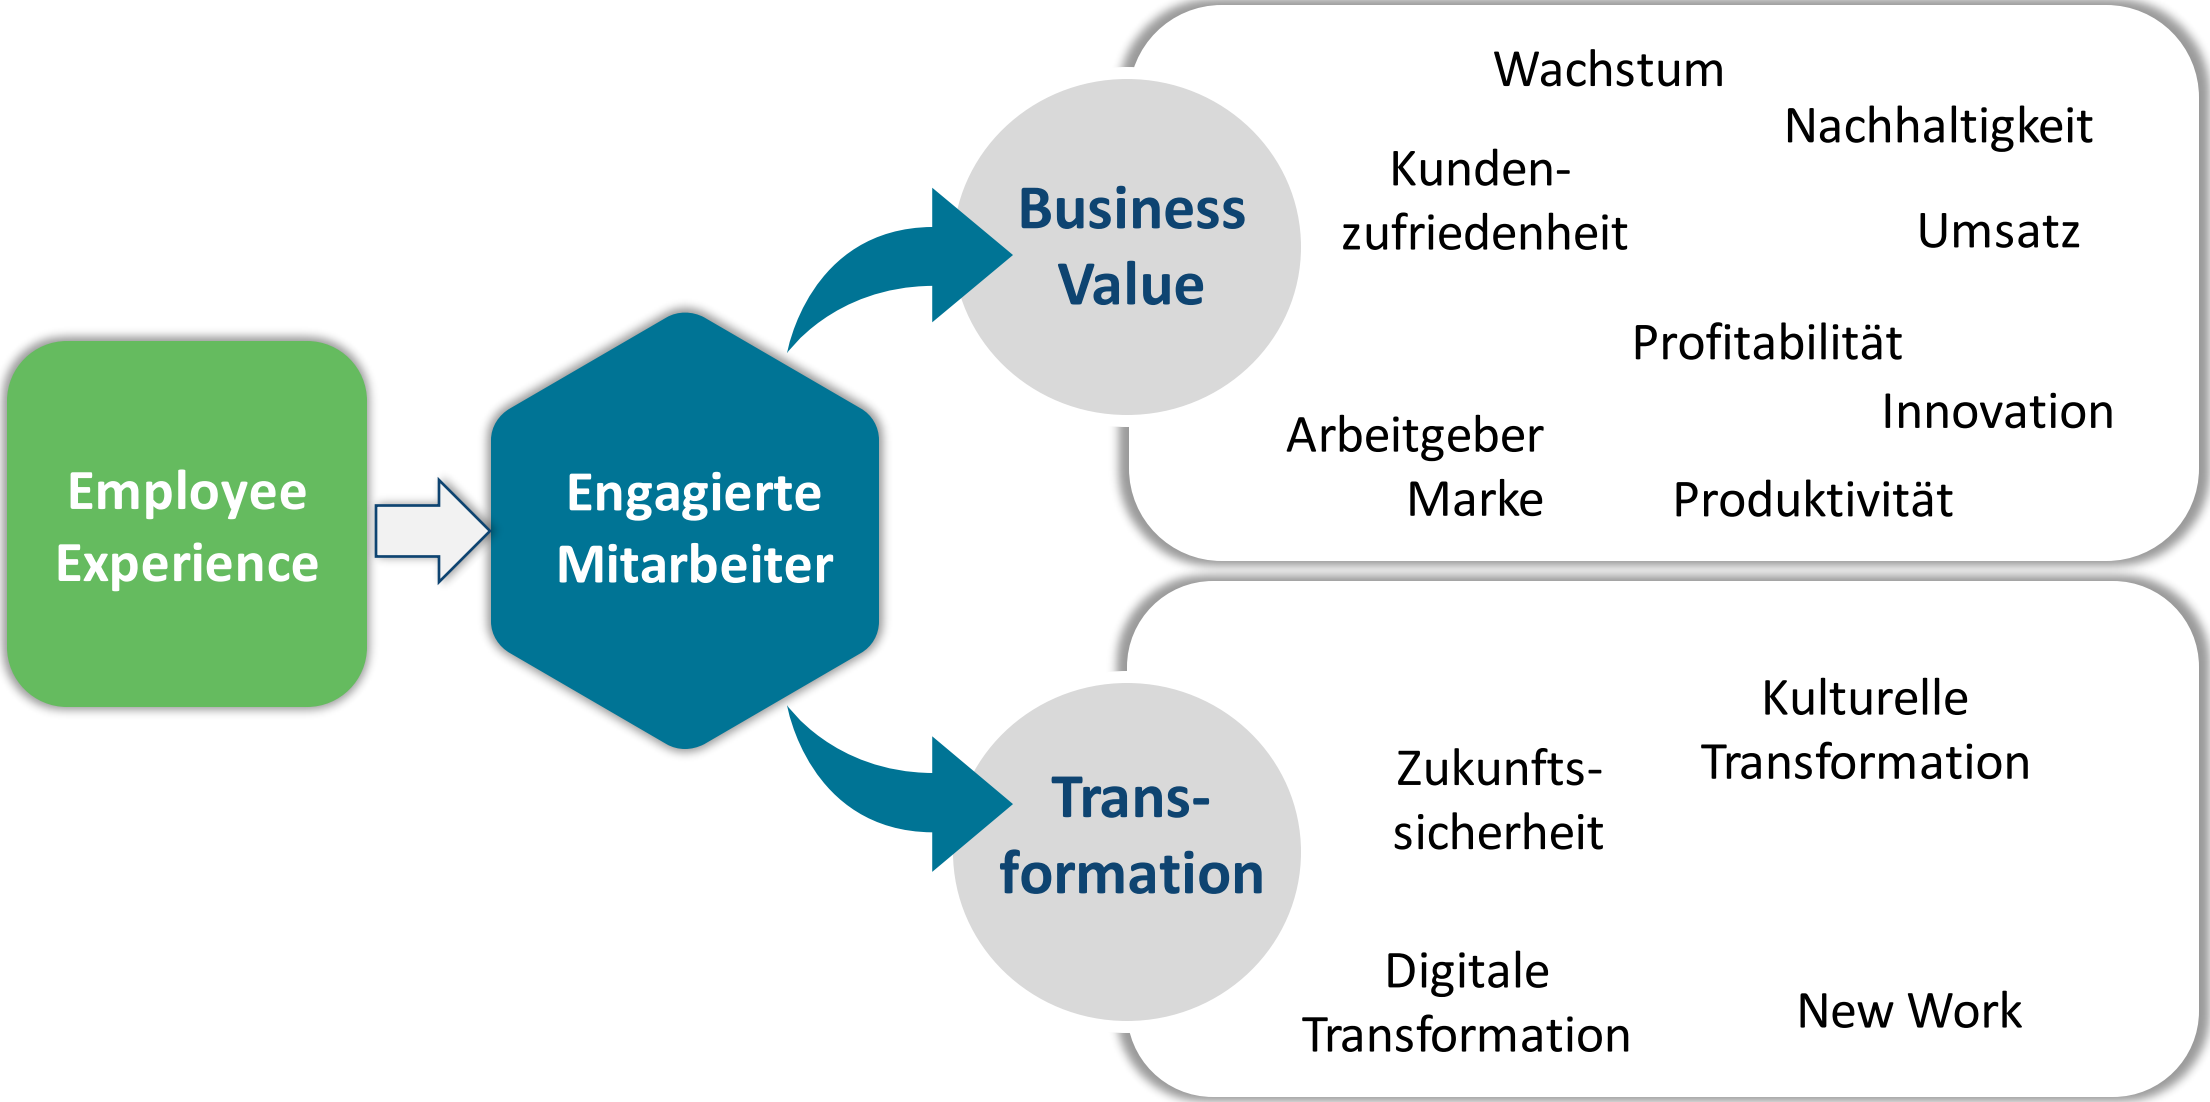 Employee
Experience
Engagierte
Mitarbeiter
Business
Value
Wachstum
Nachhaltigkeit
Kunden-
zufriedenheit
Umsatz
Profitabilität
Innovation
Arbeitgeber
Marke
Produktivität
Trans-
formation
Kulturelle
Transformation
Zukunfts-
sicherheit
Digitale
Transformation
New Work